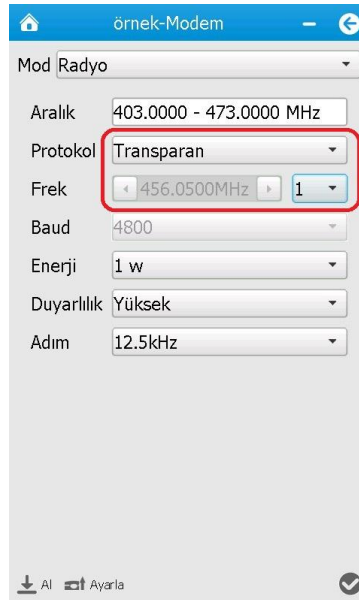 örnek-Modem
Mod Radyo
Aralık 403.0000 - 473.0000 MHz
Protokol Transparan
Frek 456.0500MHz 1
Baud 4800
Enerji 1 w
Duyarlılık Yüksek
Adım 12.5kHz
Al Ayarla